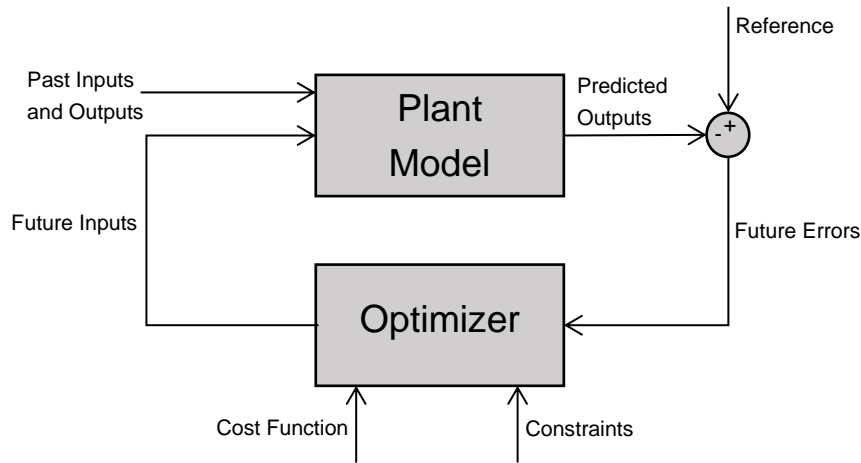 Reference
Past Inputs
and Outputs
Plant
Model
Predicted
Outputs
- +
Future Inputs
Future Errors
Optimizer
Cost Function
Constraints